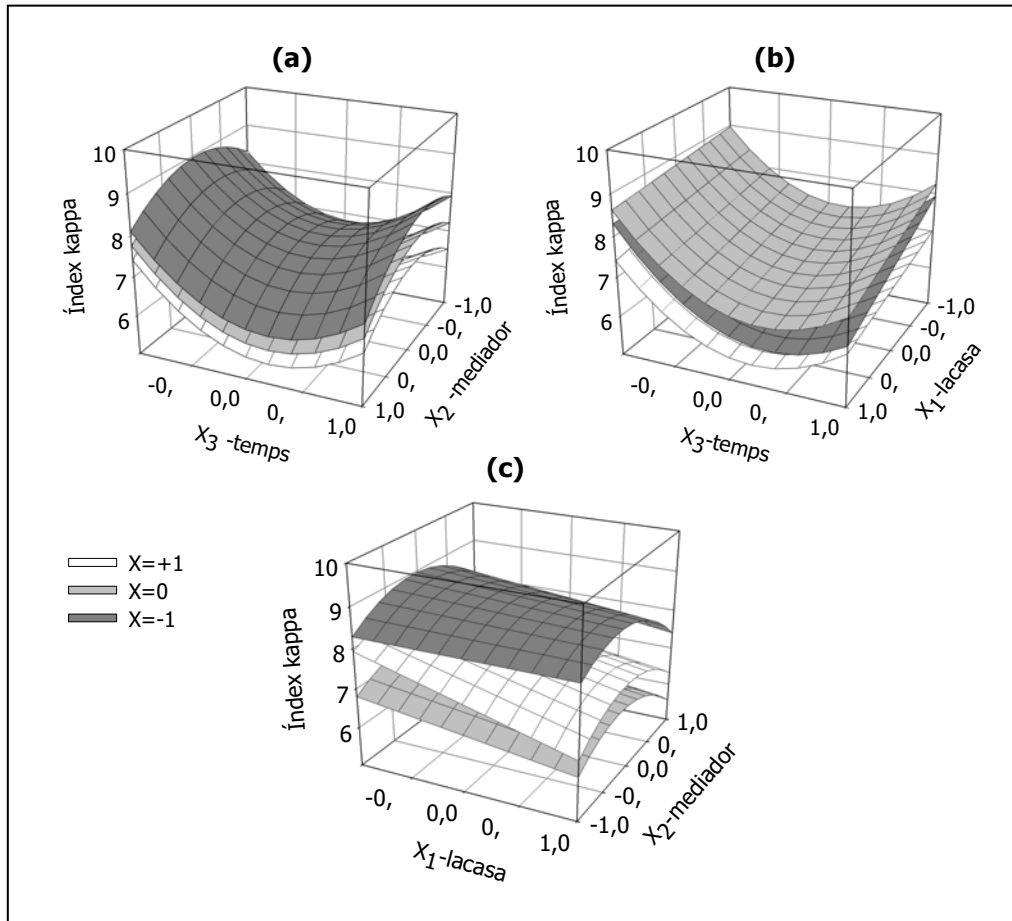 (a)
10
9
8
7
6
Índex kappa
-0,
0,0
0,
1,0
X3 -temps
-1,0
-0,
0,0
0,
1,0
X2 -mediador
(b)
10
9
8
7
6
Índex kappa
-0,
0,0
0,
1,0
X3-temps
-1,0
-0,
0,0
0,
1,0
X1-lacasa
(c)
10
9
8
7
6
Índex kappa
-0,
0,0
0,
1,0
X1-lacasa
1,0
0,
0,0
-0,
-1,0
X2-mediador
X=+1
X=0
X=-1